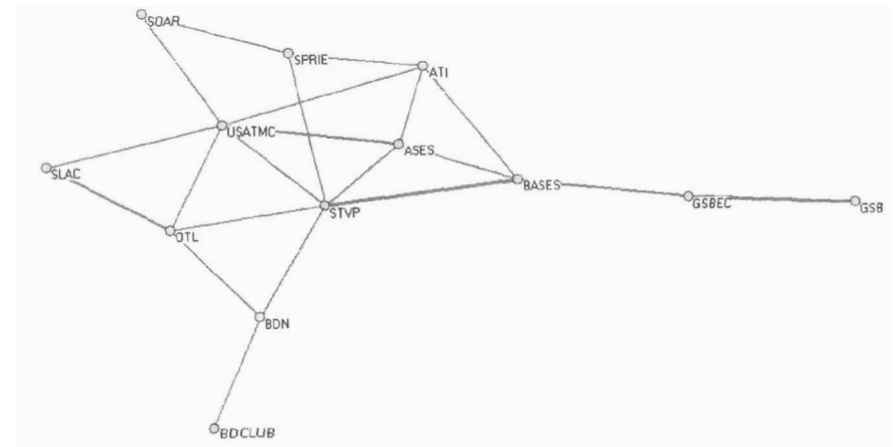 SOAR
SPRIE
ATI
USATMC
ASES
SLAC
BASES
GSBEC
GSB
STVP
OTL
BDN
BDCLUB